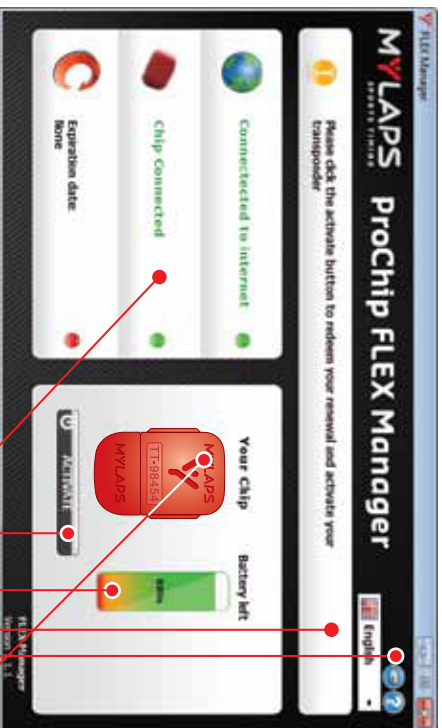 FLEX Manager
MYLAPS
SPORTS TIMING
ProChip FLEX Manager
English
?
Please click the activate button to redeem your renewal and activate your
transponder
Connectected to internet
Chip Connected
Expiration date:
None
Your Chip
Battery left
MYLAPS
TT-98454
MYLAPS
ACTIVATE
FLEX Manager